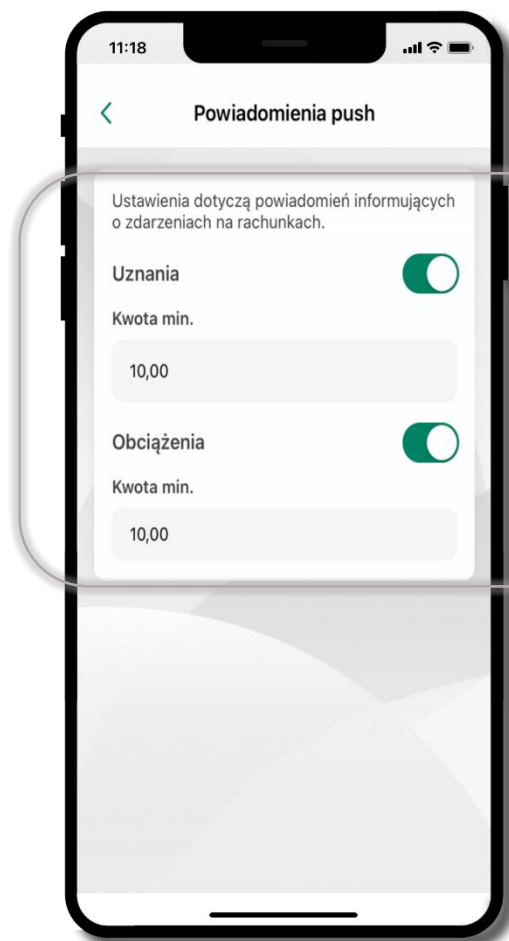 11:18
Powiadomienia push
Ustawienia dotyczą powiadomień informujących
o zdarzeniach na rachunkach.
Uznania
Kwota min.
10,00
Obciążenia
Kwota min.
10,00